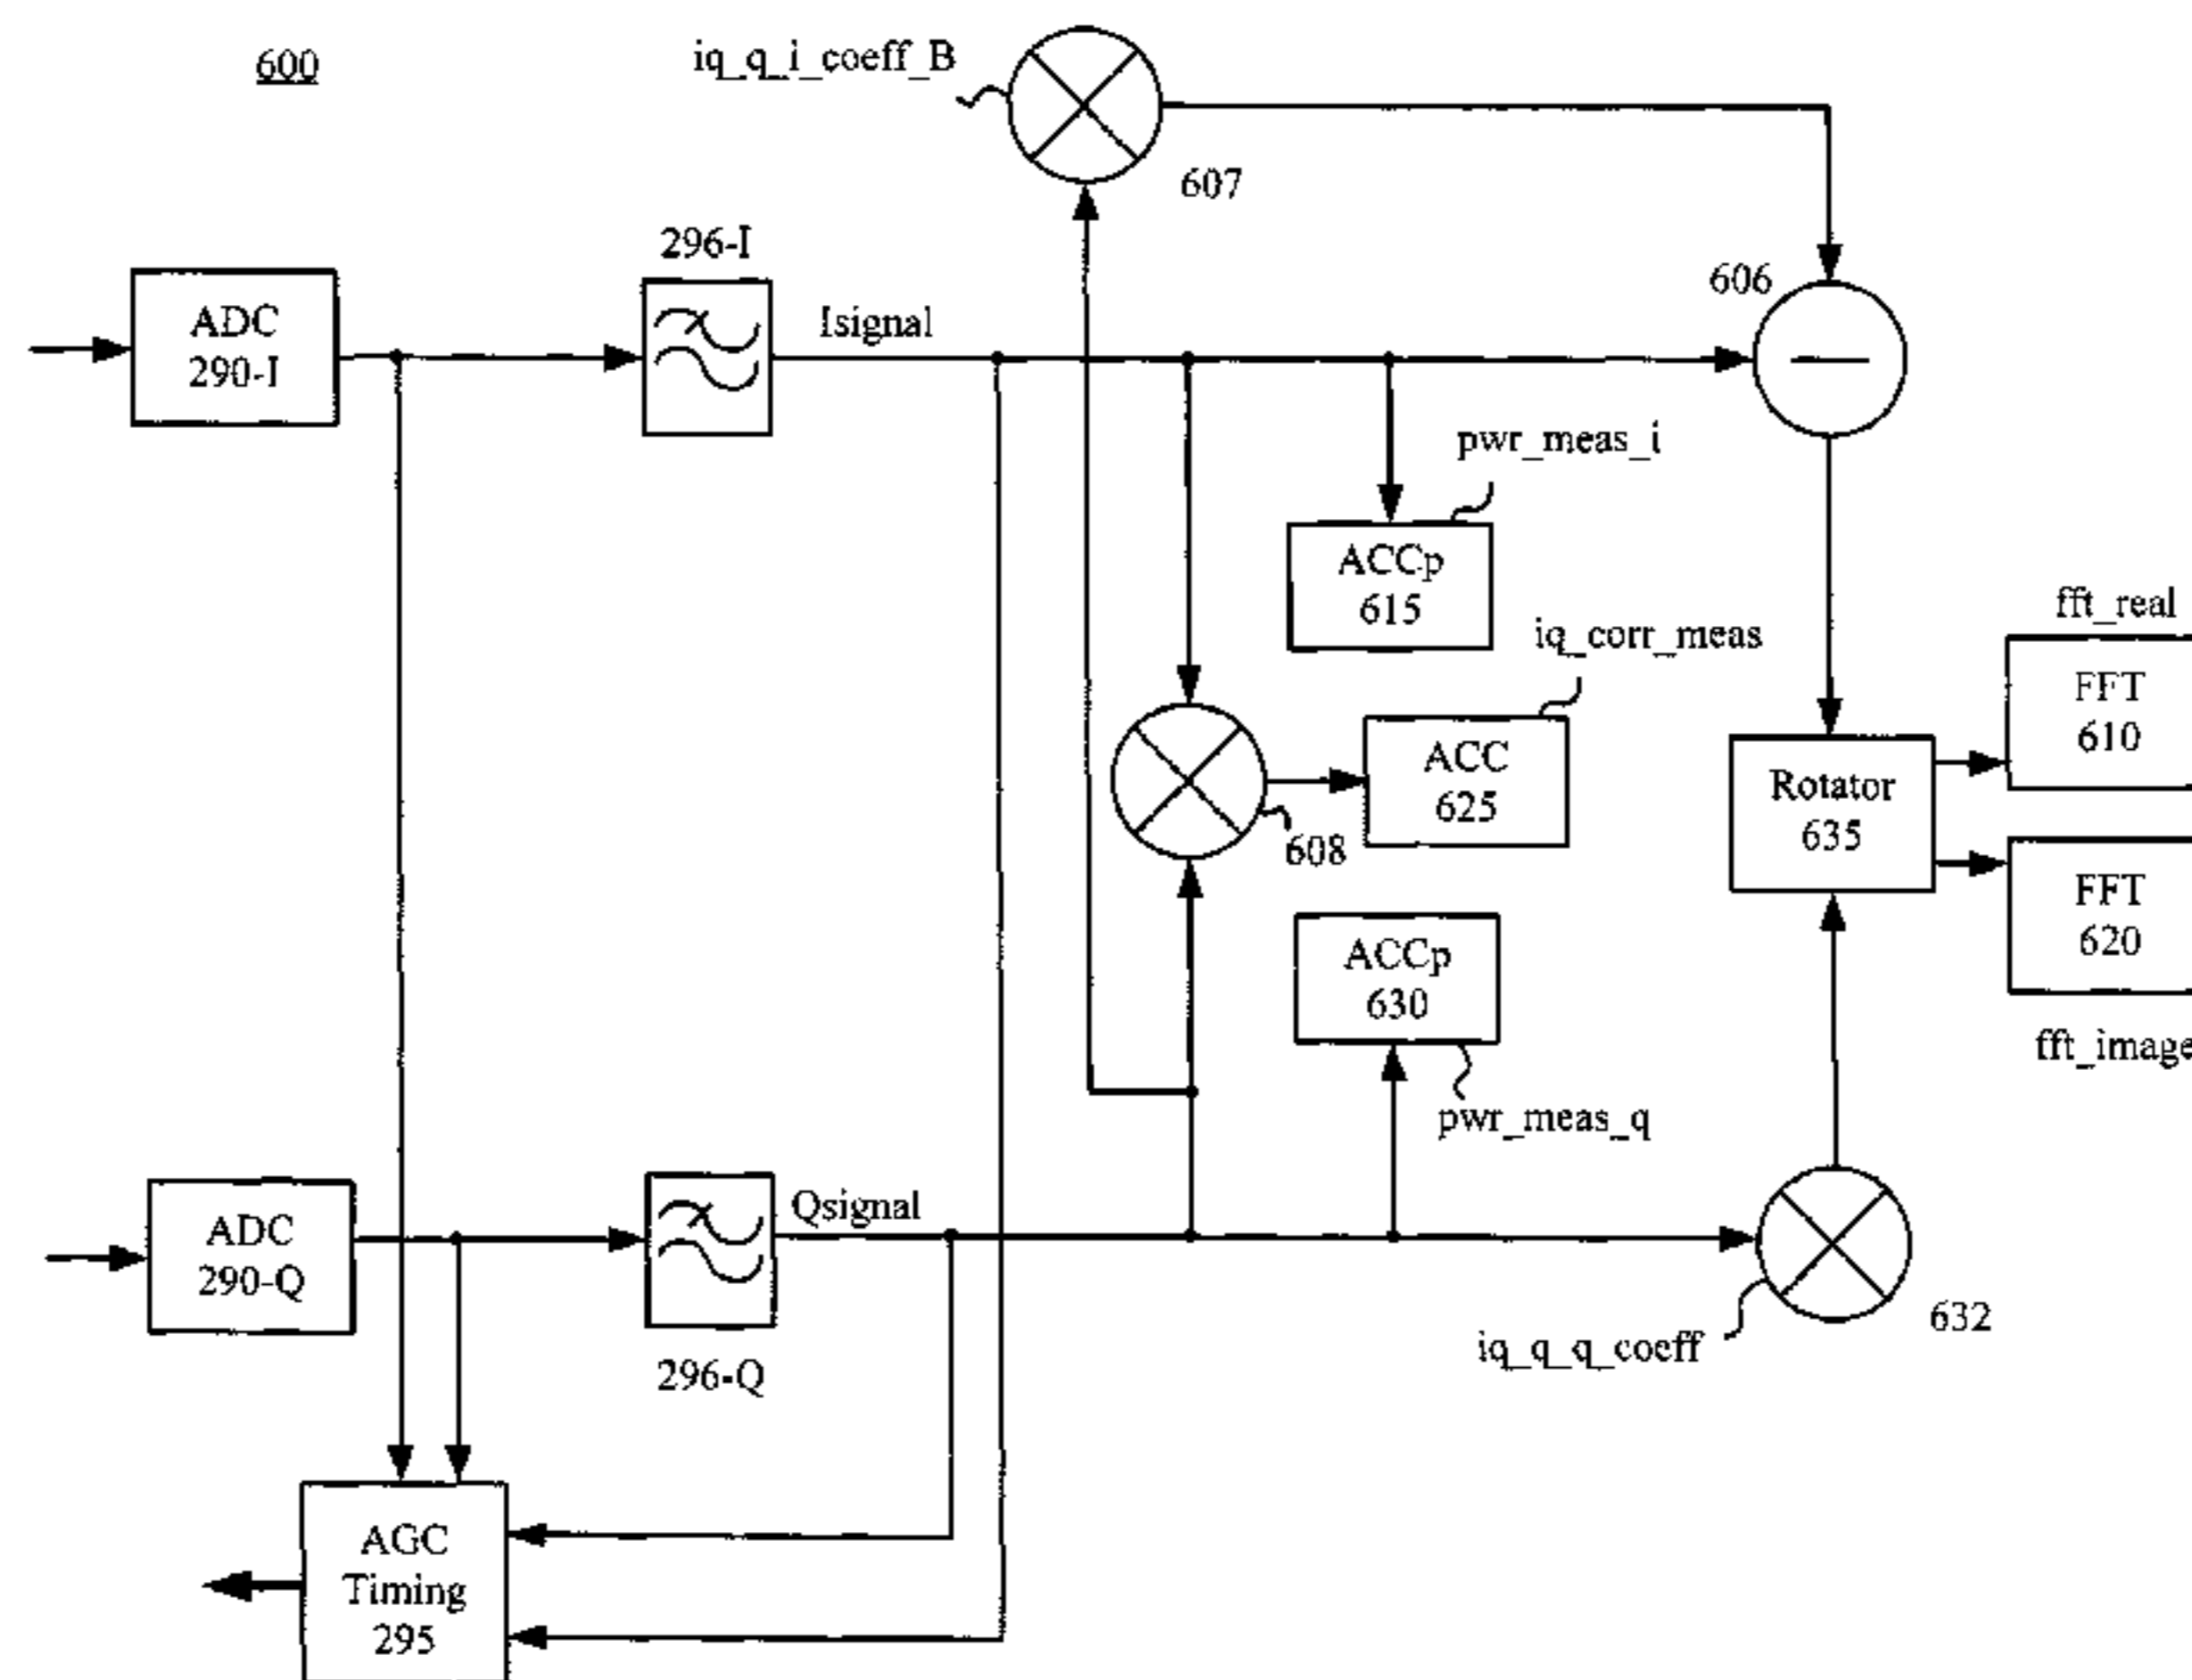 600
iq_q_i_coeff_B
607
296-I
606
ADC
290-I
Isignal
pwr_meas_i
ACCp
615
iq_corr_meas
fft_real
FFT
610
ACC
625
Rotator
635
608
FFT
620
ACCp
630
fft_image
pwr_meas_q
ADC
290-Q
Qsignal
296-Q
632
iq_q_q_coeff
AGC
Timing
295